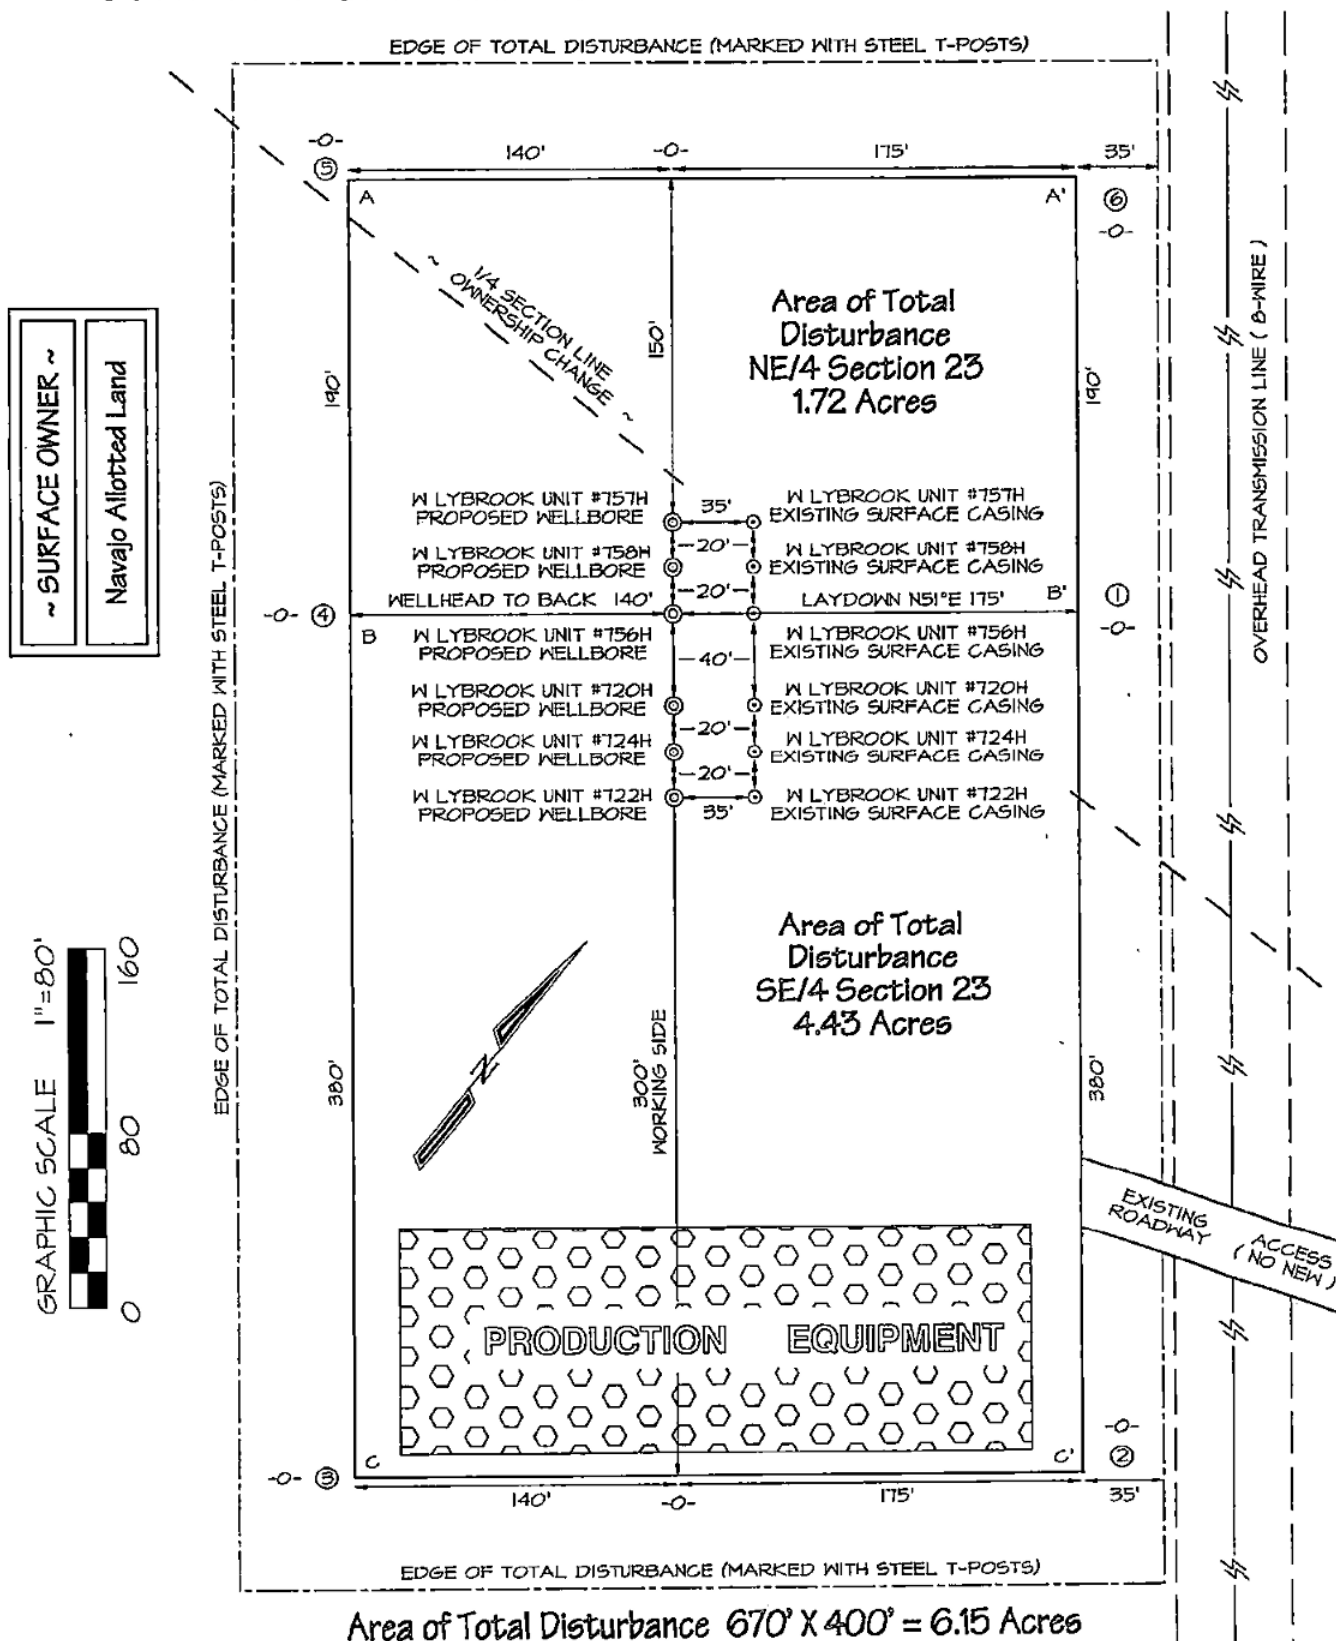 EDGE OF TOTAL DISTURBANCE (MARKED WITH STEEL T-POSTS)
-0-
140'
-0-
175'
35'
5
A
A'
6
-0-
~ 1/4 SECTION LINE
OWNERSHIP CHANGE ~
150'
190'
190'
Area of Total
Disturbance
NE/4 Section 23
1.72 Acres
~ SURFACE OWNER ~
Navajo Allotted Land
OVERHEAD TRANSMISSION LINE ( 8-WIRE )
EDGE OF TOTAL DISTURBANCE (MARKED WITH STEEL T-POSTS)
W LYBROOK UNIT #757H
PROPOSED WELLBORE
35'
W LYBROOK UNIT #757H
EXISTING SURFACE CASING
20'
W LYBROOK UNIT #758H
PROPOSED WELLBORE
W LYBROOK UNIT #758H
EXISTING SURFACE CASING
20'
-0- 4
WELLHEAD TO BACK 140'
LAYDOWN N51°E 175'
B'
1
-0-
B
W LYBROOK UNIT #756H
PROPOSED WELLBORE
W LYBROOK UNIT #756H
EXISTING SURFACE CASING
40'
W LYBROOK UNIT #720H
PROPOSED WELLBORE
W LYBROOK UNIT #720H
EXISTING SURFACE CASING
20'
W LYBROOK UNIT #724H
PROPOSED WELLBORE
W LYBROOK UNIT #724H
EXISTING SURFACE CASING
20'
W LYBROOK UNIT #722H
PROPOSED WELLBORE
35'
W LYBROOK UNIT #722H
EXISTING SURFACE CASING
Area of Total
Disturbance
SE/4 Section 23
4.43 Acres
GRAPHIC SCALE 1"=80'
0
80
160
N
380'
300'
WORKING SIDE
380'
EXISTING
ROADWAY
ACCESS
( NO NEW )
PRODUCTION EQUIPMENT
-0-
2
-0- 3
C
C'
140'
-0-
175'
35'
EDGE OF TOTAL DISTURBANCE (MARKED WITH STEEL T-POSTS)
Area of Total Disturbance 670' X 400' = 6.15 Acres